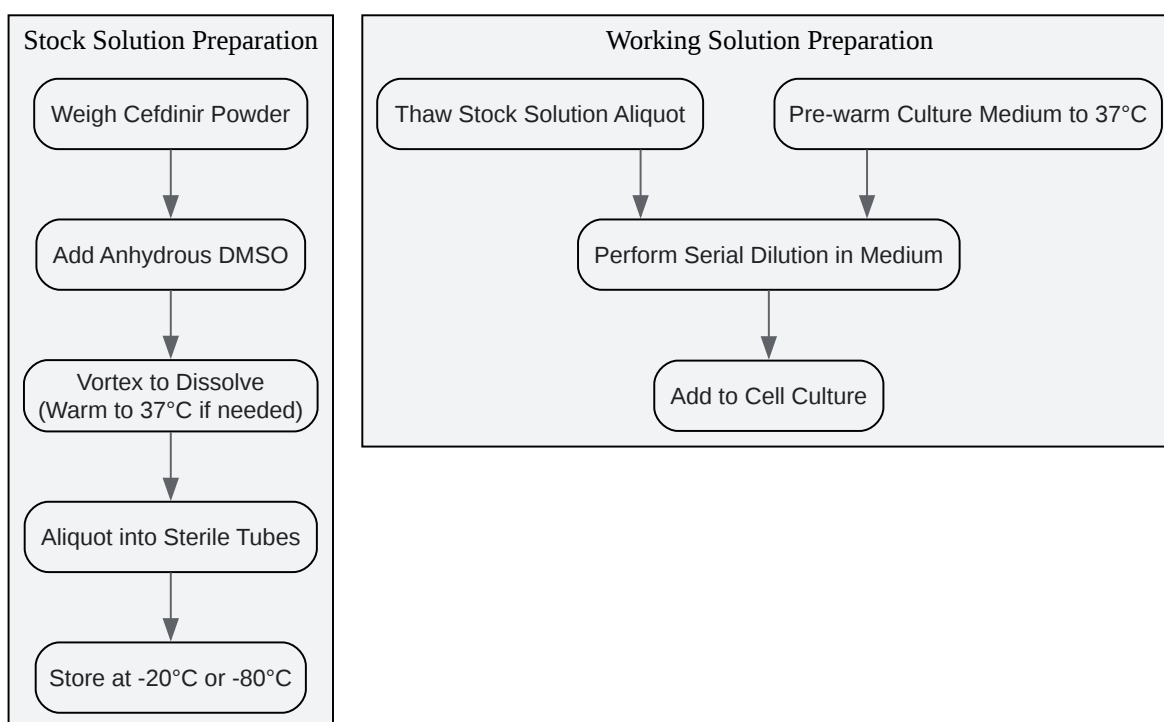 Stock Solution Preparation
Weigh Cefdinir Powder
Add Anhydrous DMSO
Vortex to Dissolve
(Warm to 37°C if needed)
Aliquot into Sterile Tubes
Store at -20°C or -80°C
Working Solution Preparation
Thaw Stock Solution Aliquot
Pre-warm Culture Medium to 37°C
Perform Serial Dilution in Medium
Add to Cell Culture